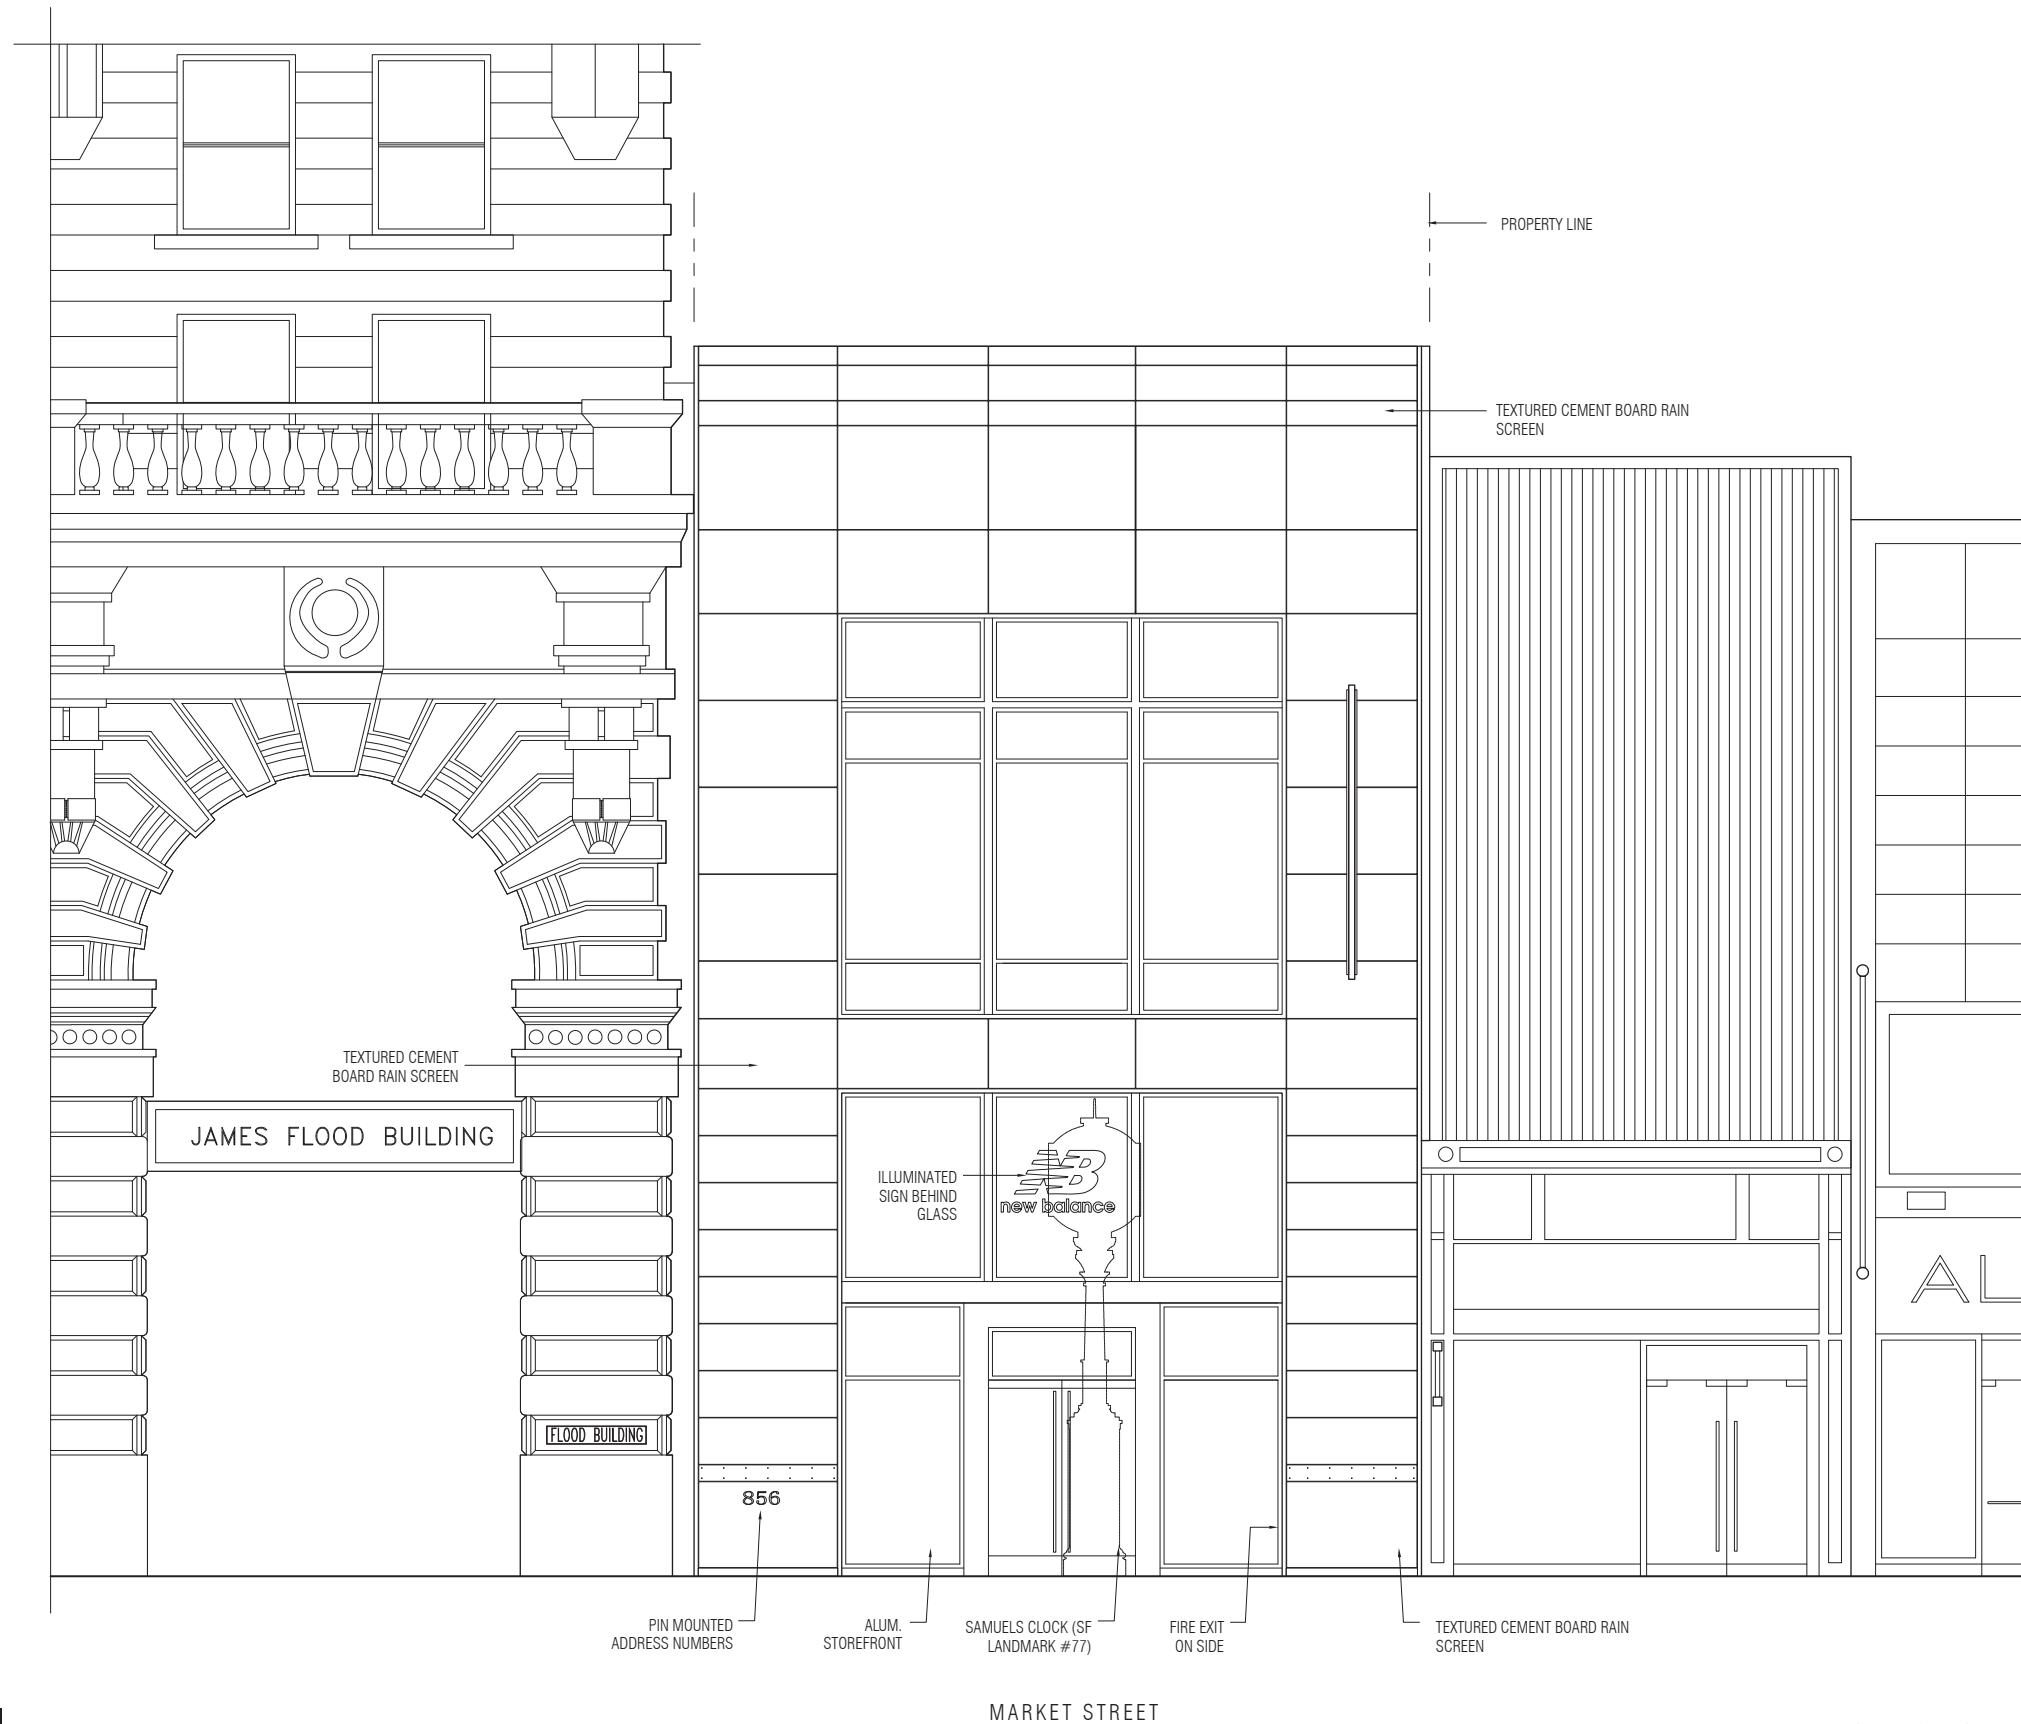 PROPERTY LINE
TEXTURED CEMENT BOARD RAIN
SCREEN
TEXTURED CEMENT
BOARD RAIN SCREEN
JAMES FLOOD BUILDING
ILLUMINATED
SIGN BEHIND
GLASS
NB
new balance
AL
FLOOD BUILDING
856
PIN MOUNTED
ADDRESS NUMBERS
ALUM.
STOREFRONT
SAMUELS CLOCK (SF
LANDMARK #77)
FIRE EXIT
ON SIDE
TEXTURED CEMENT BOARD RAIN
SCREEN
MARKET STREET